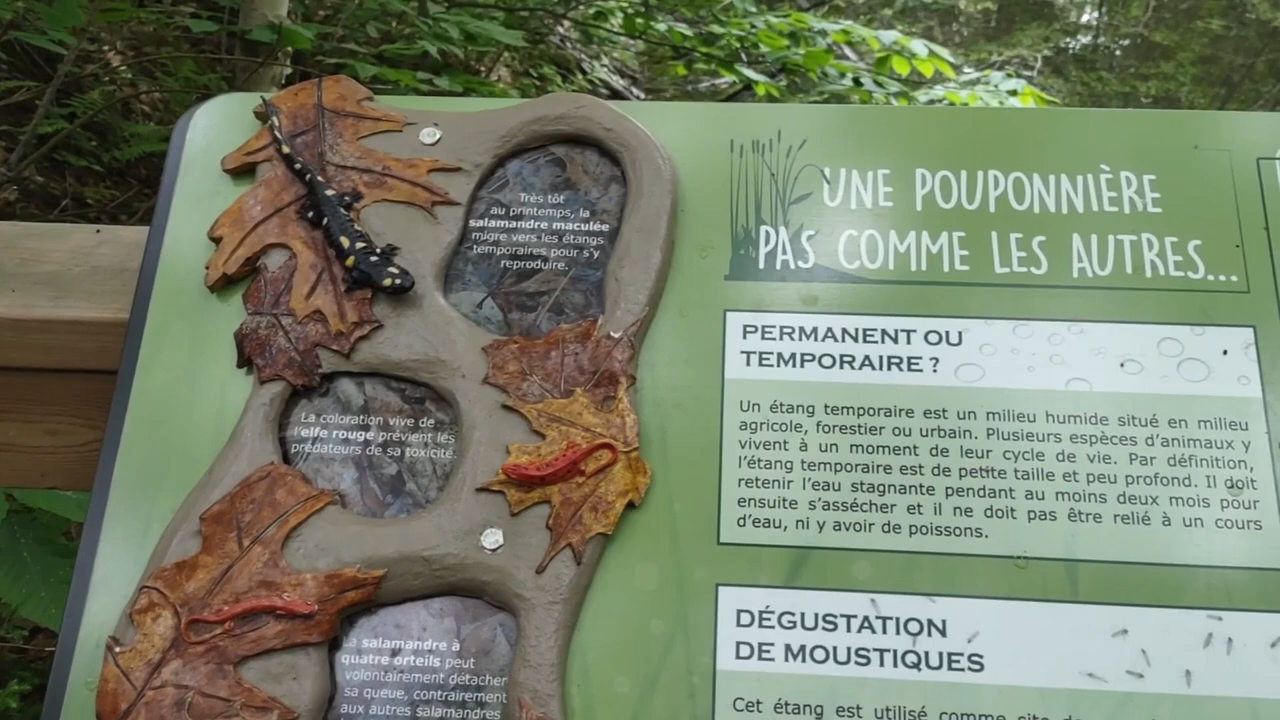 Très tôt
au printemps, la
salamandre maculée
migre vers les étangs
temporaires pour s'y
reproduire.
La coloration vive de
l'elfe rouge prévient les
prédateurs de sa toxicité.
La salamandre à
quatre orteils peut
volontairement détacher
sa queue, contrairement
aux autres salamandres
UNE POUPONNIÈRE
PAS COMME LES AUTRES...
PERMANENT OU
TEMPORAIRE ?
Un étang temporaire est un milieu humide situé en milieu
agricole, forestier ou urbain. Plusieurs espèces d'animaux y
vivent à un moment de leur cycle de vie. Par définition,
l'étang temporaire est de petite taille et peu profond. Il doit
retenir l'eau stagnante pendant au moins deux mois pour
ensuite s'assécher et il ne doit pas être relié à un cours
d'eau, ni y avoir de poissons.
DÉGUSTATION
DE MOUSTIQUES
Cet étang est utilisé comme site de